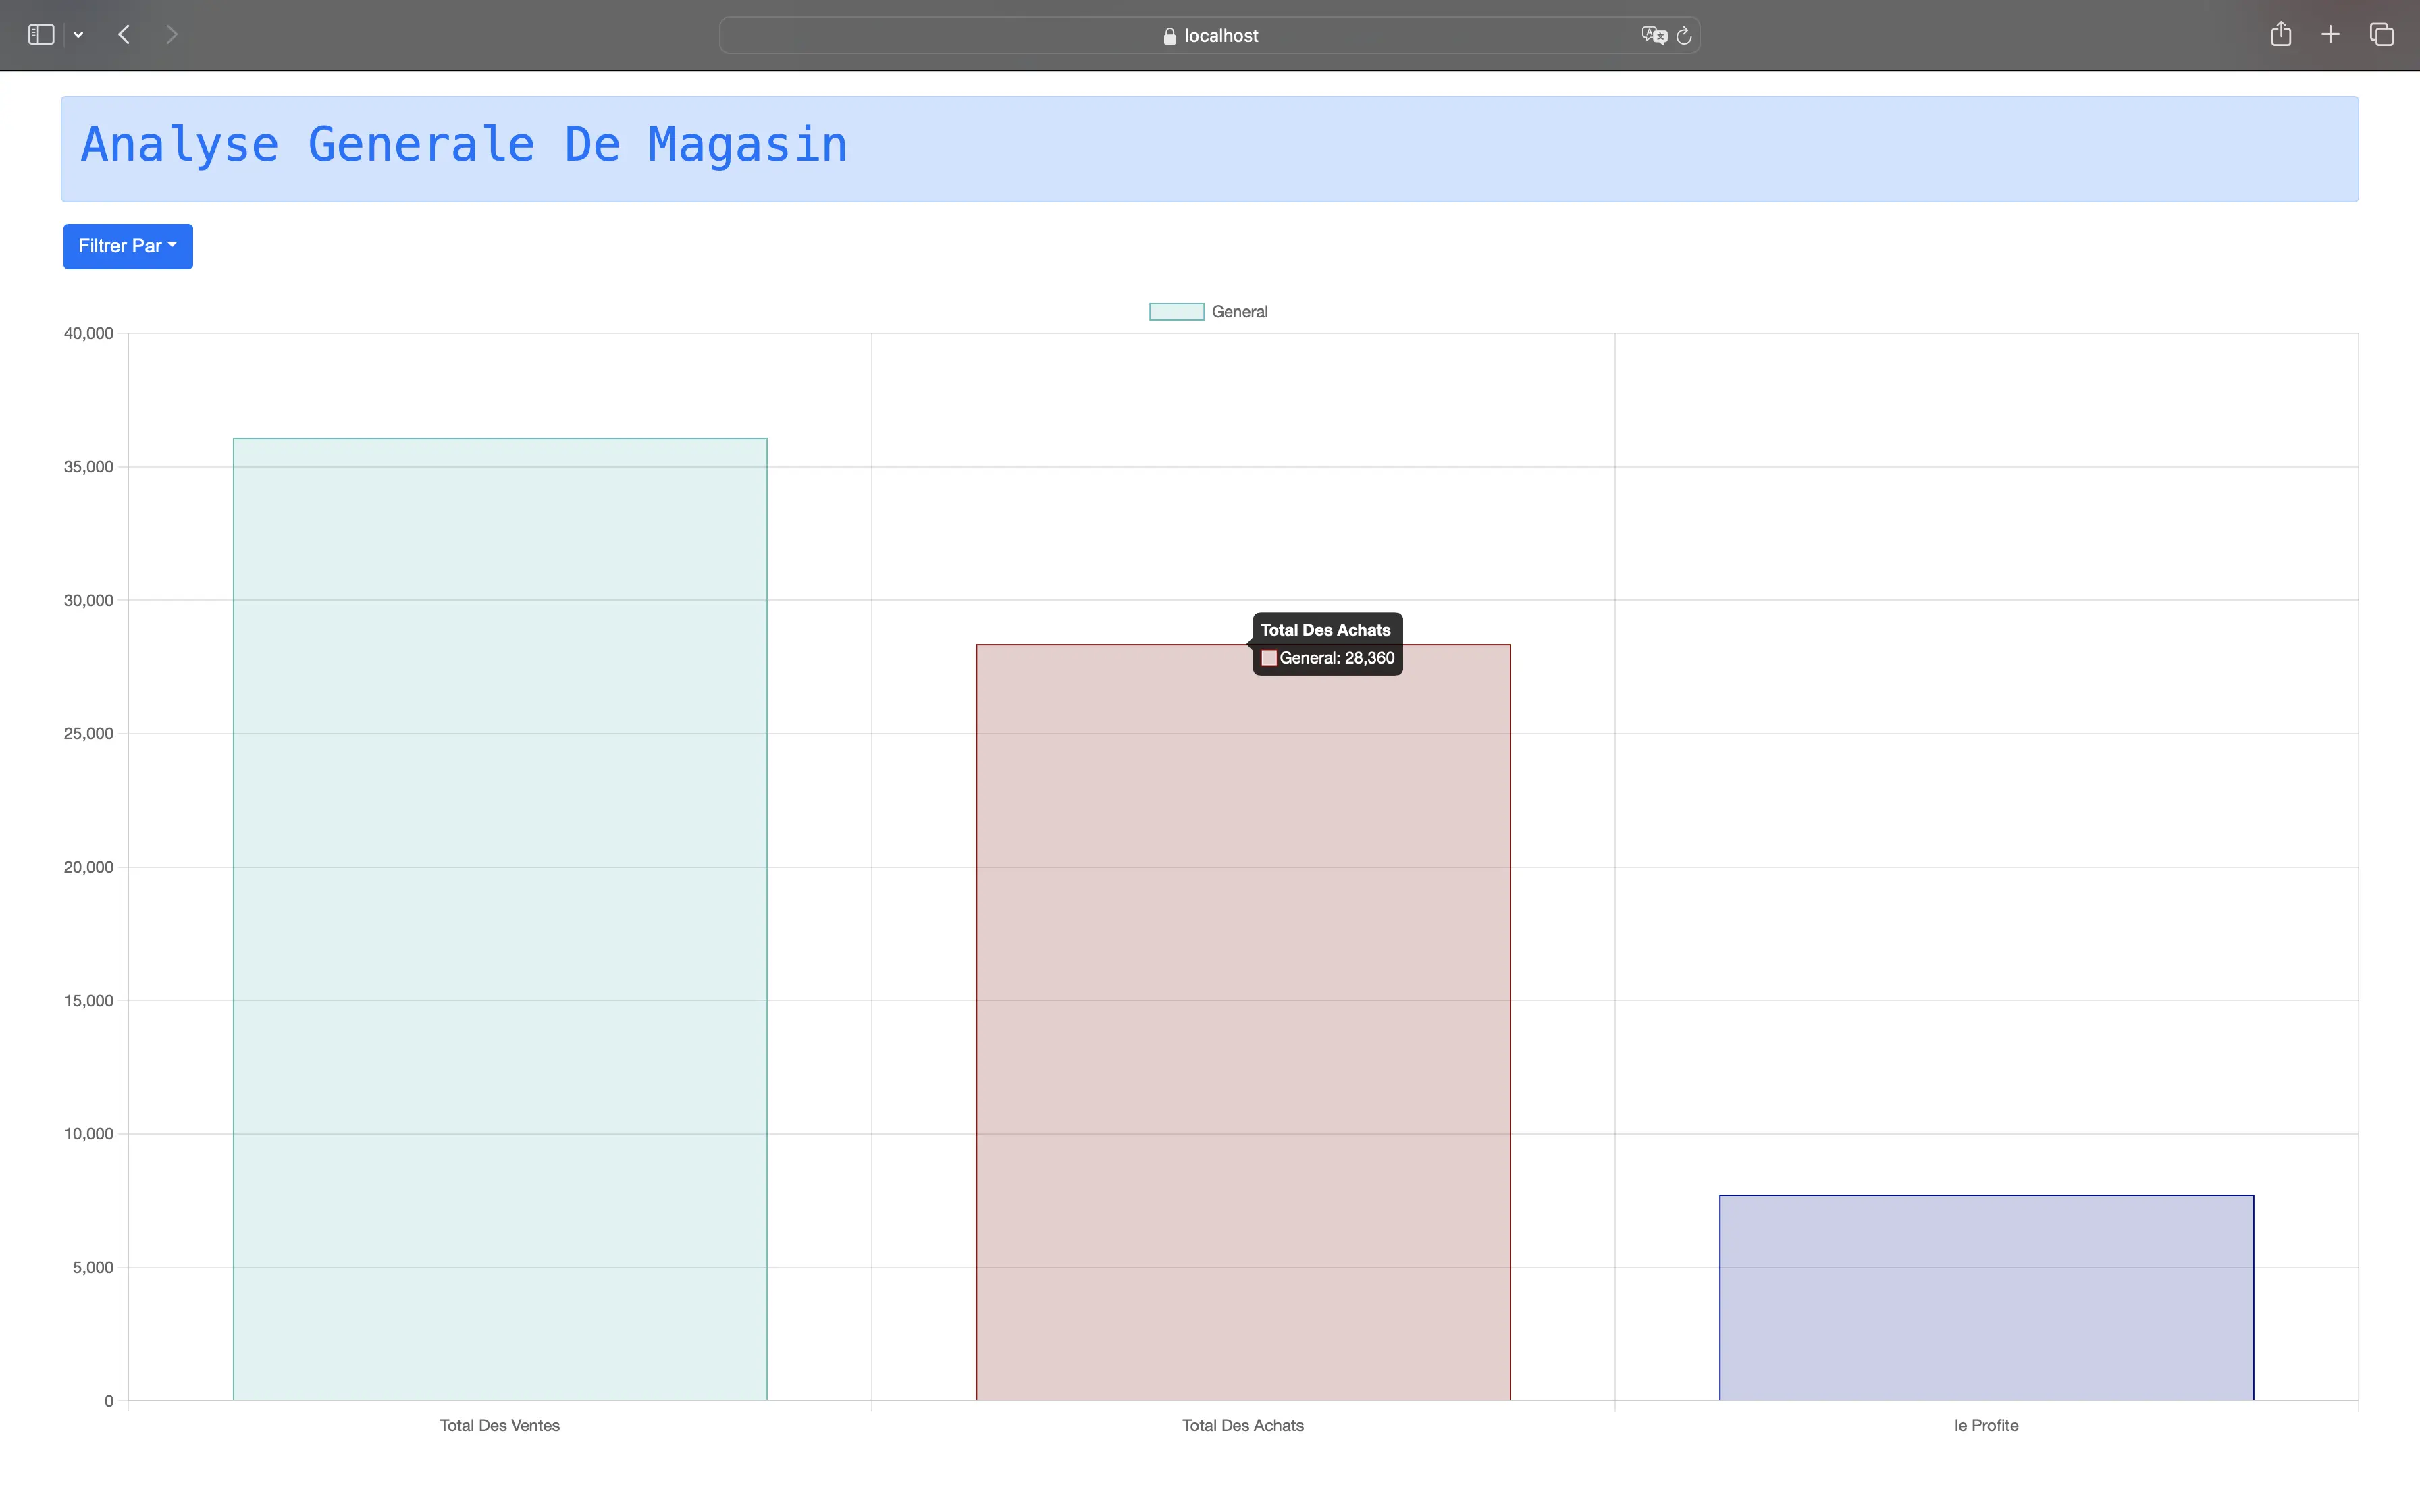 localhost
Analyse Generale De Magasin
Filtrer Par
General
40,000
35,000
30,000
Total Des Achats
General: 28,360
25,000
20,000
15,000
10,000
5,000
0
Total Des Ventes
Total Des Achats
le Profite